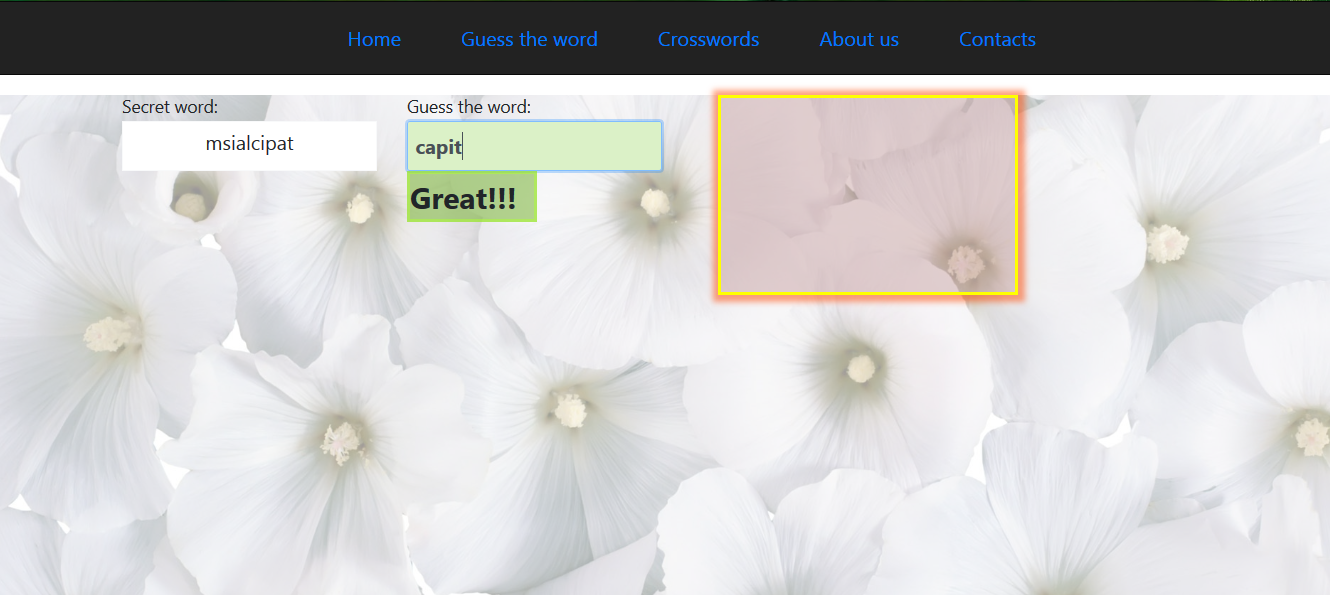 Home Guess the word Crosswords About us Contacts
Secret word:
msialcipat
Guess the word:
capit
Great!!!